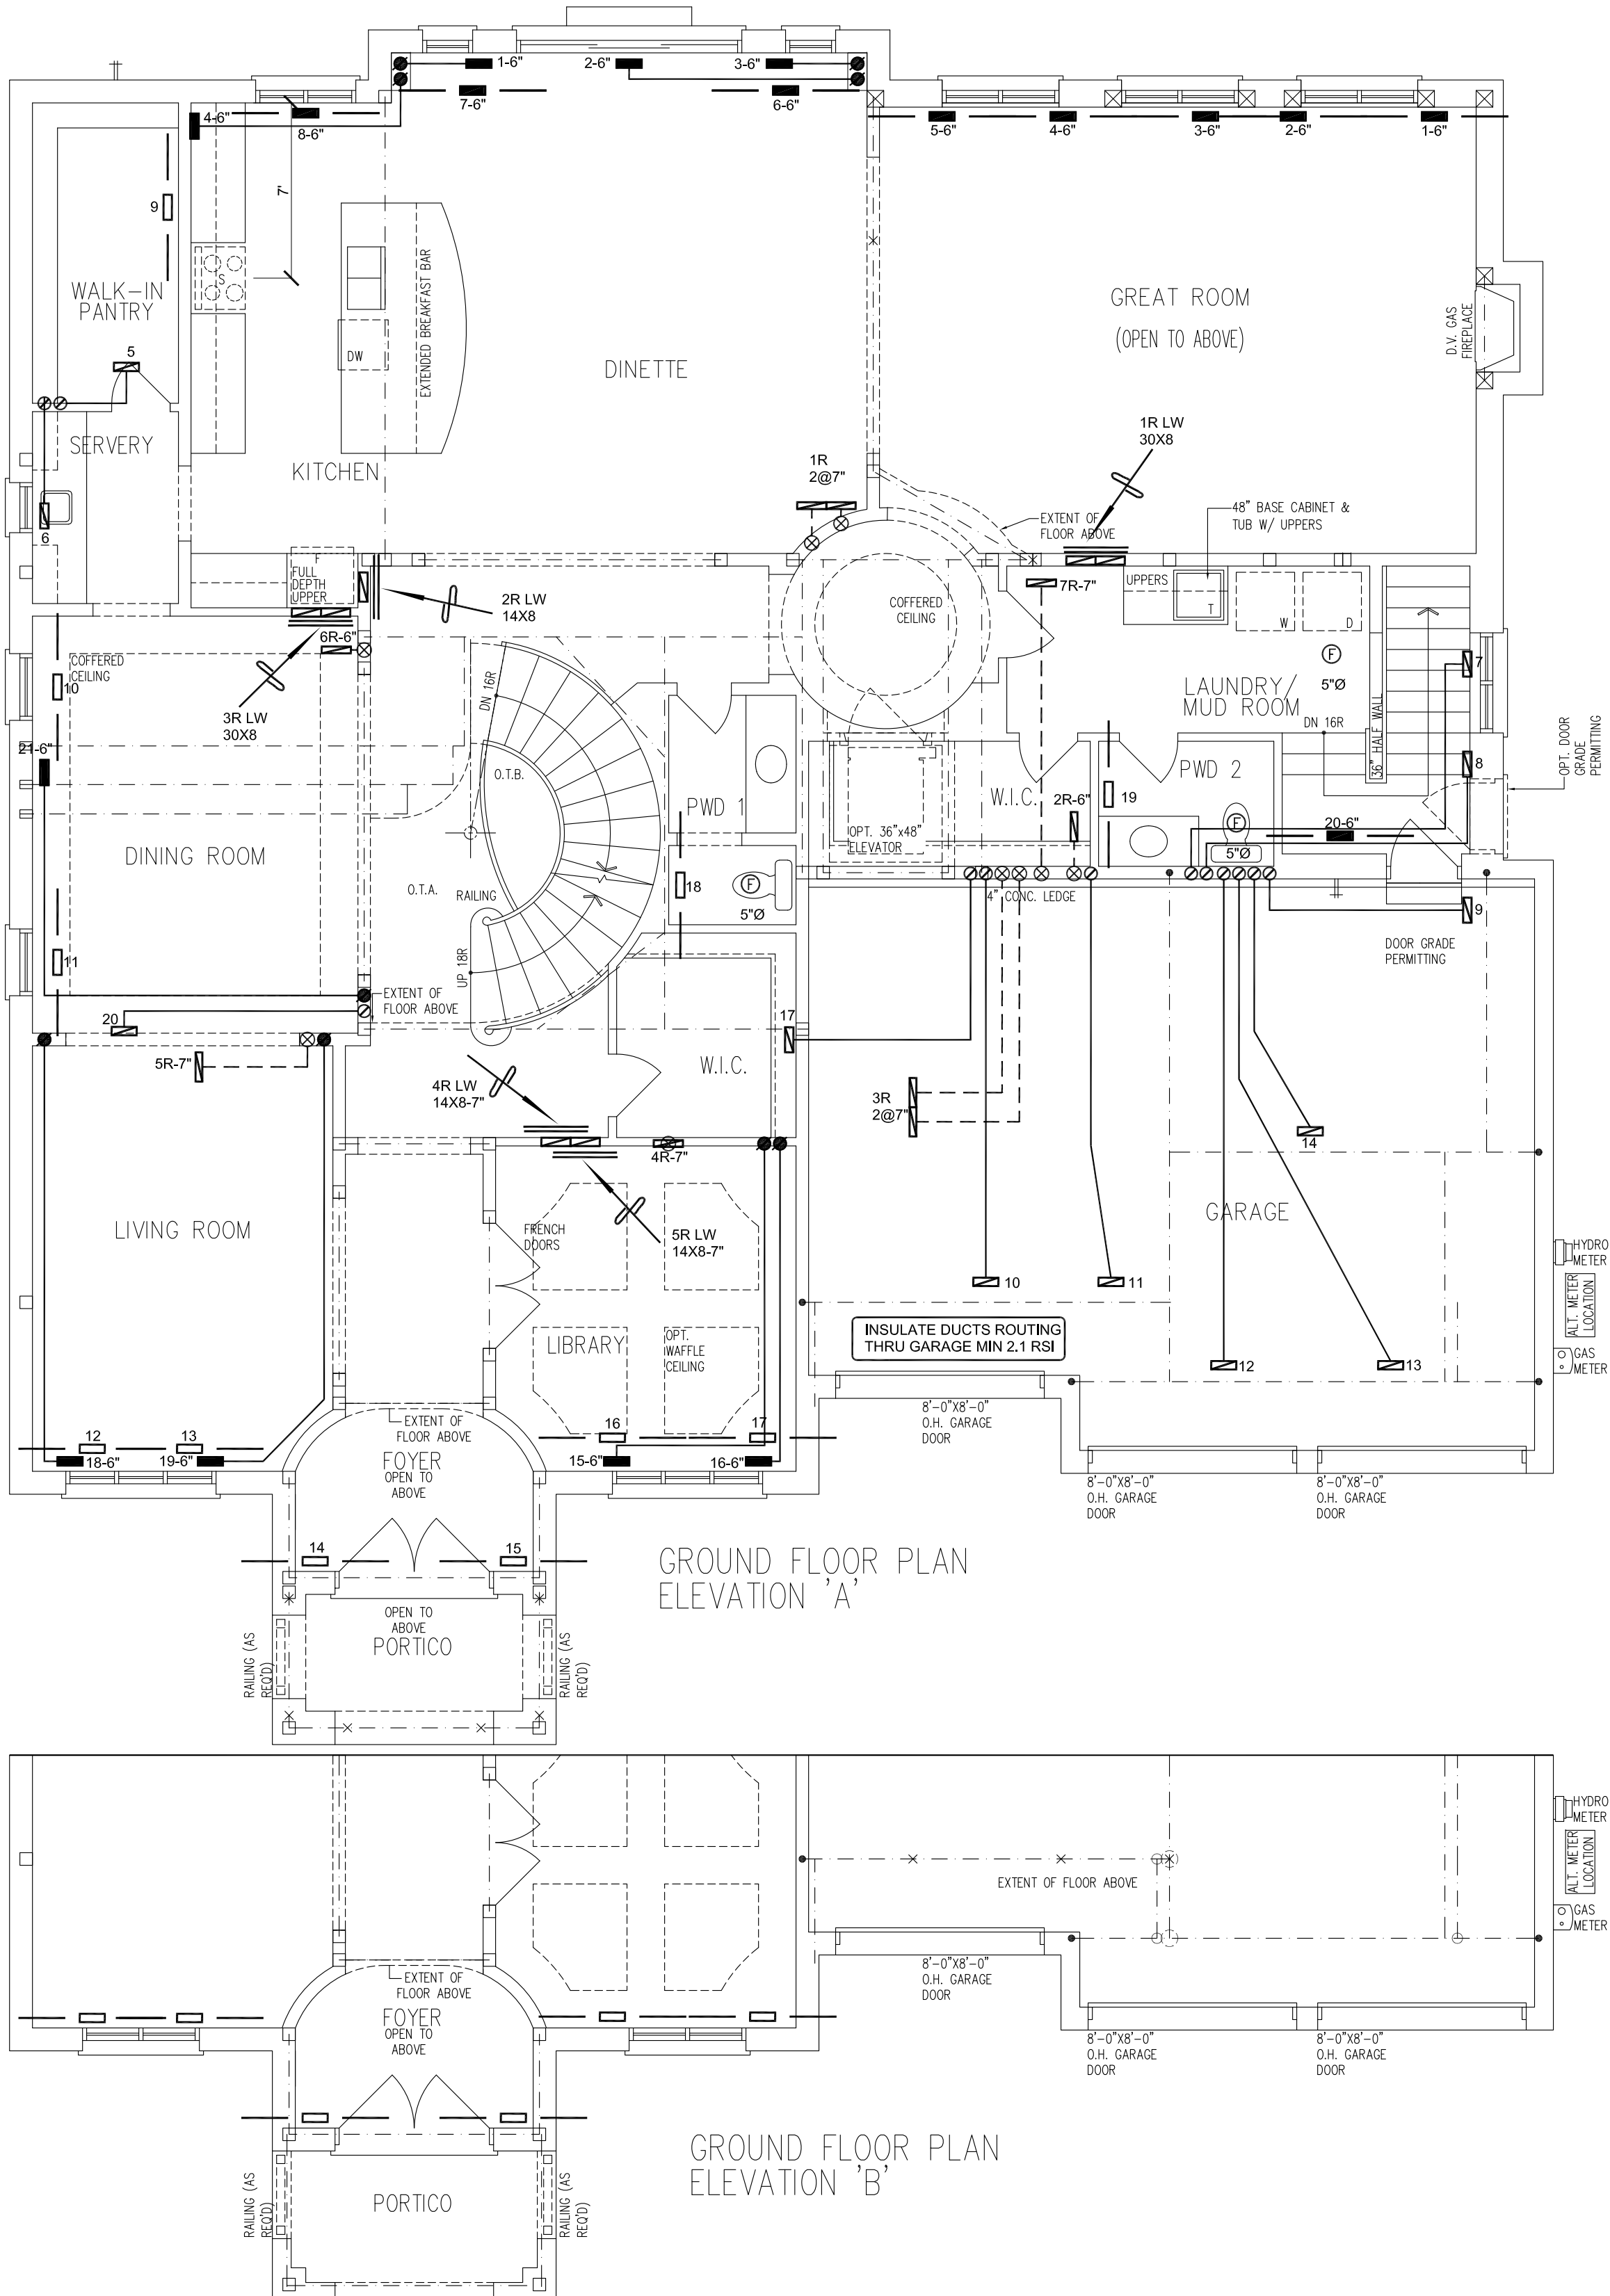 1-6"
2-6"
3-6"
7-6"
6-6"
4-6"
8-6"
5-6"
4-6"
3-6"
2-6"
1-6"
7'
9
S
WALK-IN
PANTRY
DW
EXTENDED BREAKFAST BAR
DINETTE
GREAT ROOM
(OPEN TO ABOVE)
D.V. GAS
FIREPLACE
5
SERVERY
KITCHEN
6
1R
2@7"
1R LW
30X8
EXTENT OF
FLOOR ABOVE
48" BASE CABINET &
TUB W/ UPPERS
F
FULL
DEPTH
UPPER
2R LW
14X8
COFFERED
CEILING
7R-7"
UPPERS
T
W
D
F
5"Ø
7
6R-6"
COFFERED
CEILING
10
3R LW
30X8
DN 16R
LAUNDRY/
MUD ROOM
DN 16R
36" HALF WALL
21-6"
O.T.B.
PWD 1
W.I.C.
PWD 2
8
OPT. DOOR
GRADE
PERMITTING
2R-6"
19
20-6"
F
5"Ø
OPT. 36"x48"
ELEVATOR
DINING ROOM
O.T.A.
RAILING
18
F
5"Ø
4" CONC. LEDGE
9
DOOR GRADE
PERMITTING
11
UP 18R
EXTENT OF
FLOOR ABOVE
20
17
5R-7"
W.I.C.
4R LW
14X8-7"
3R
2@7"
14
4R-7"
LIVING ROOM
FRENCH
DOORS
5R LW
14X8-7"
GARAGE
10
11
HYDRO
METER
ALT. METER
LOCATION
GAS
METER
INSULATE DUCTS ROUTING
THRU GARAGE MIN 2.1 RSI
LIBRARY
OPT.
WAFFLE
CEILING
12
13
8'-0"X8'-0"
O.H. GARAGE
DOOR
EXTENT OF
FLOOR ABOVE
12
13
16
17
18-6"
19-6"
FOYER
OPEN TO
ABOVE
15-6"
16-6"
8'-0"X8'-0"
O.H. GARAGE
DOOR
8'-0"X8'-0"
O.H. GARAGE
DOOR
14
15
GROUND FLOOR PLAN
ELEVATION 'A'
OPEN TO
ABOVE
PORTICO
RAILING (AS
REQ'D)
RAILING (AS
REQ'D)
HYDRO
METER
ALT. METER
LOCATION
GAS
METER
EXTENT OF FLOOR ABOVE
8'-0"X8'-0"
O.H. GARAGE
DOOR
EXTENT OF
FLOOR ABOVE
FOYER
OPEN TO
ABOVE
8'-0"X8'-0"
O.H. GARAGE
DOOR
8'-0"X8'-0"
O.H. GARAGE
DOOR
GROUND FLOOR PLAN
ELEVATION 'B'
PORTICO
RAILING (AS
REQ'D)
RAILING (AS
REQ'D)